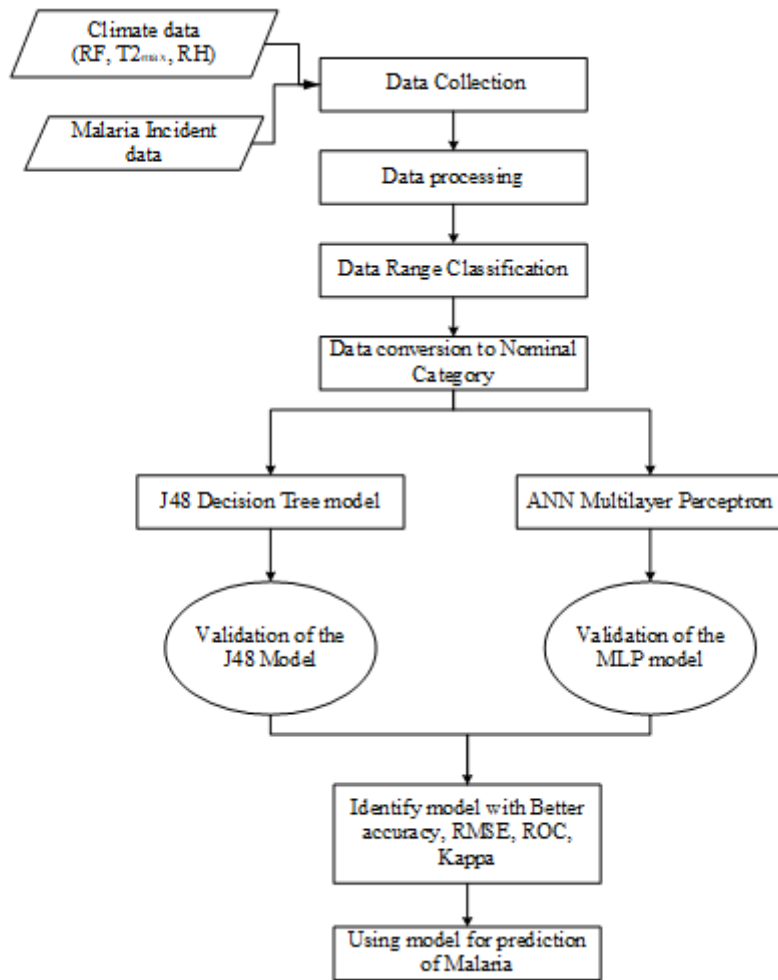 Climate data
(RF, T2max, RH)
Data Collection
Malaria Incident
data
Data processing
Data Range Classification
Data conversion to Nominal
Category
J48 Decision Tree model
ANN Multilayer Perceptron
Validation of the
J48 Model
Validation of the
MLP model
Identify model with Better
accuracy, RMSE, ROC,
Kappa
Using model for prediction
of Malaria